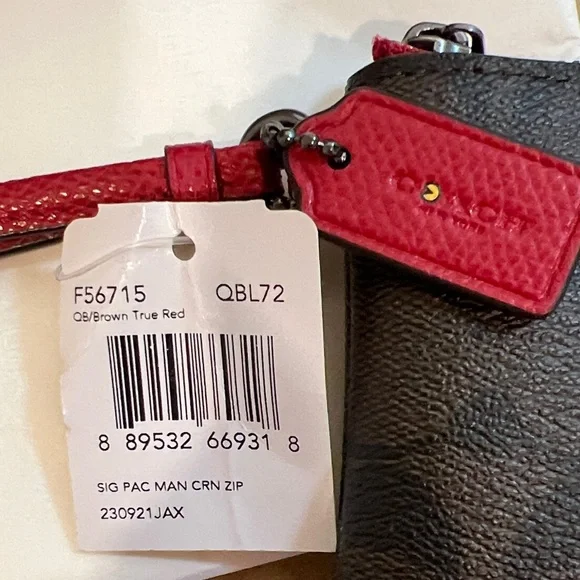 COACH
F56715 QBL72
QB/Brown True Red
8 89532 66931 8
SIG PAC MAN CRN ZIP
230921JAX